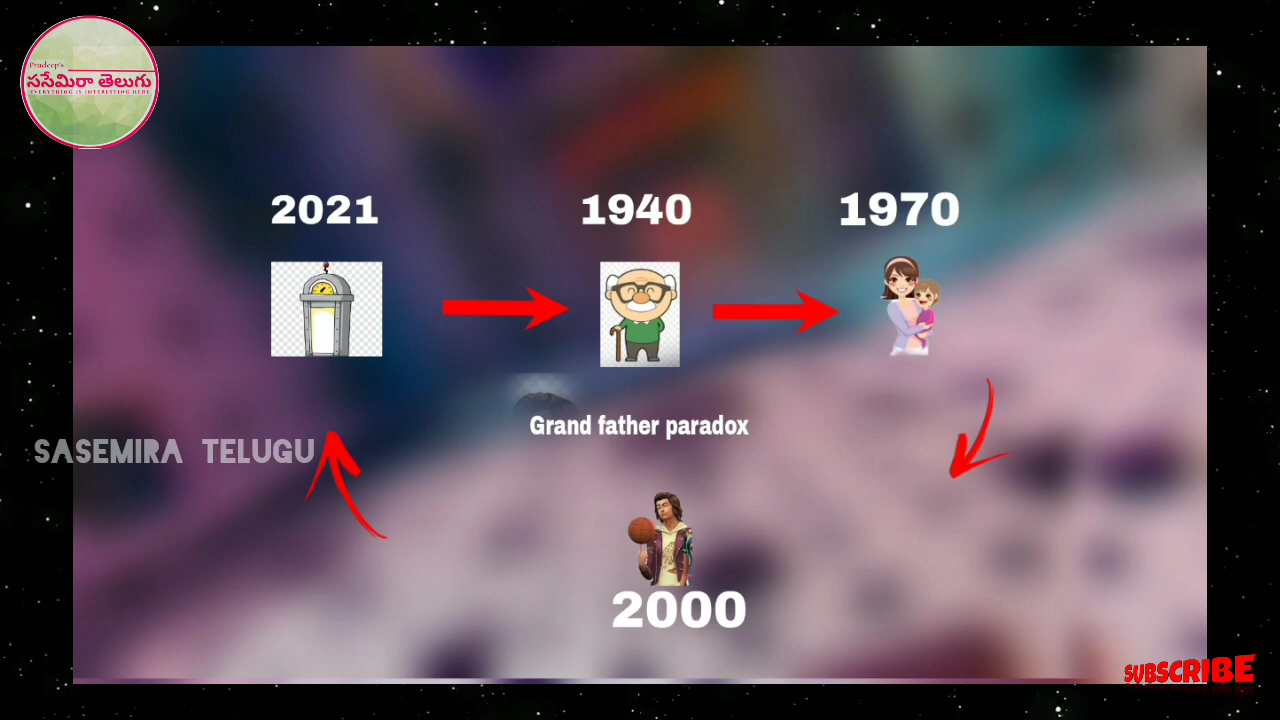 Pradeep's
ససేమిరా తెలుగు
EVERYTHING IS INTERESTING HERE
2021
1940
1970
Grand father paradox
SASEMIRA TELUGU
2000
SUBSCRIBE